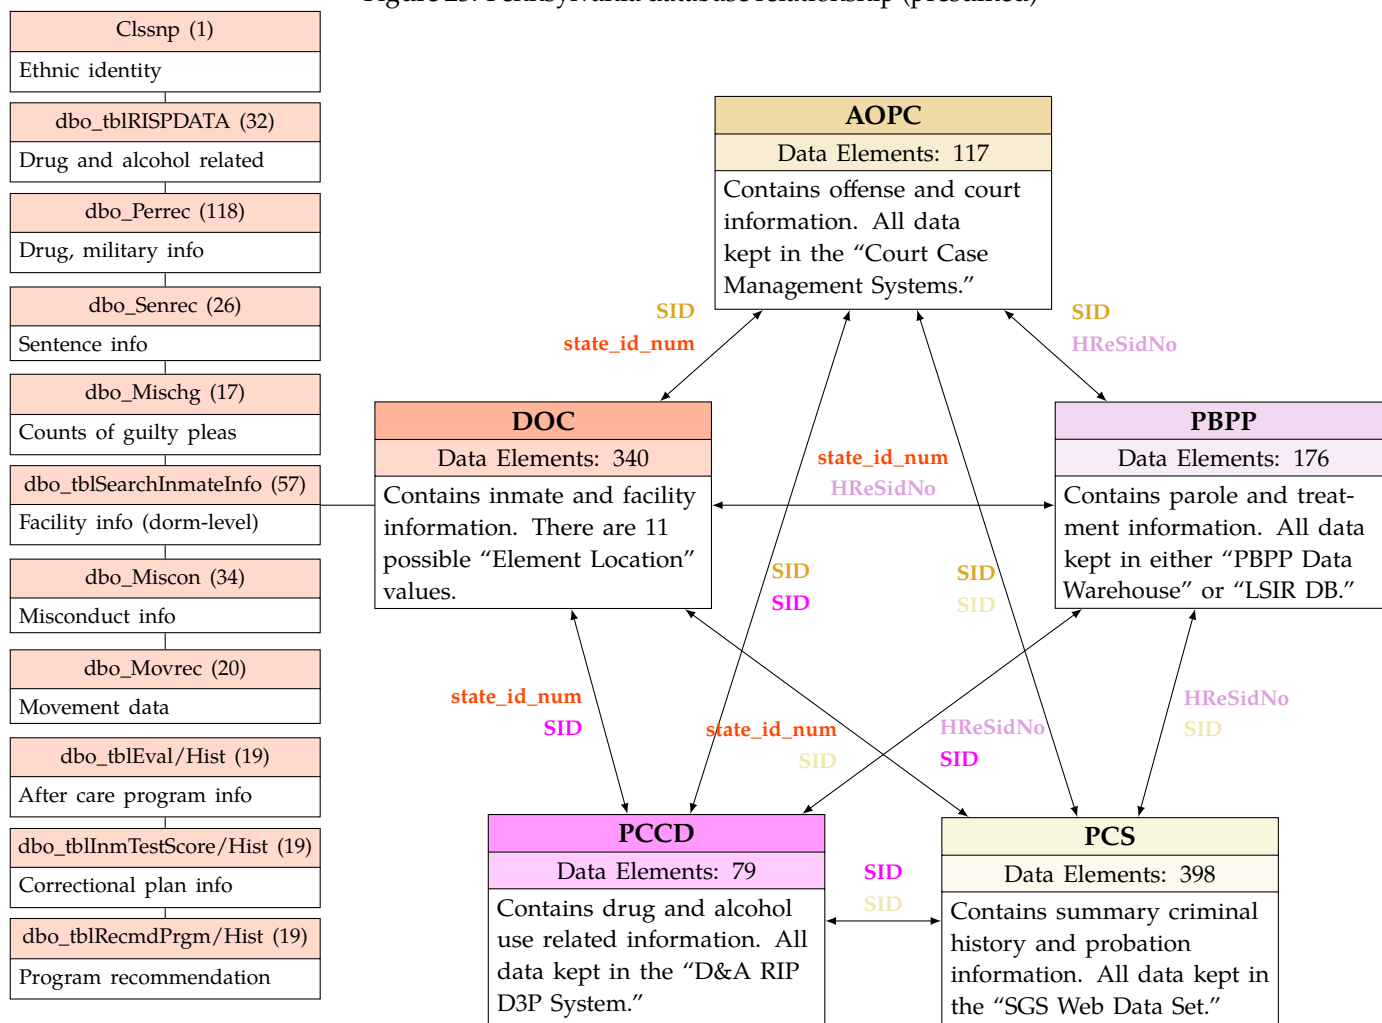 Figure 25: Pennsylvania database relationship (presumed)
Clssnp (1)
Ethnic identity
dbo_tblRISPDATA (32)
Drug and alcohol related
dbo_Perrec (118)
Drug, military info
dbo_Senrec (26)
Sentence info
dbo_Mischg (17)
Counts of guilty pleas
dbo_tblSearchInmateInfo (57)
Facility info (dorm-level)
dbo_Miscon (34)
Misconduct info
dbo_Movrec (20)
Movement data
dbo_tblEval/Hist (19)
After care program info
dbo_tblInmTestScore/Hist (19)
Correctional plan info
dbo_tblRecmdPrgm/Hist (19)
Program recommendation
AOPC
Data Elements: 117
Contains offense and court
information. All data
kept in the “Court Case
Management Systems.”
SID
state_id_num
SID
HReSidNo
DOC
Data Elements: 340
Contains inmate and facility
information. There are 11
possible “Element Location”
values.
state_id_num
HReSidNo
PBPP
Data Elements: 176
Contains parole and treat-
ment information. All data
kept in either “PBPP Data
Warehouse” or “LSIR DB.”
SID
SID
SID
SID
state_id_num
SID
state_id_num
SID
HReSidNo
SID
HReSidNo
SID
PCCD
Data Elements: 79
Contains drug and alcohol
use related information. All
data kept in the “D&A RIP
D3P System.”
SID
SID
PCS
Data Elements: 398
Contains summary criminal
history and probation
information. All data kept in
the “SGS Web Data Set.”